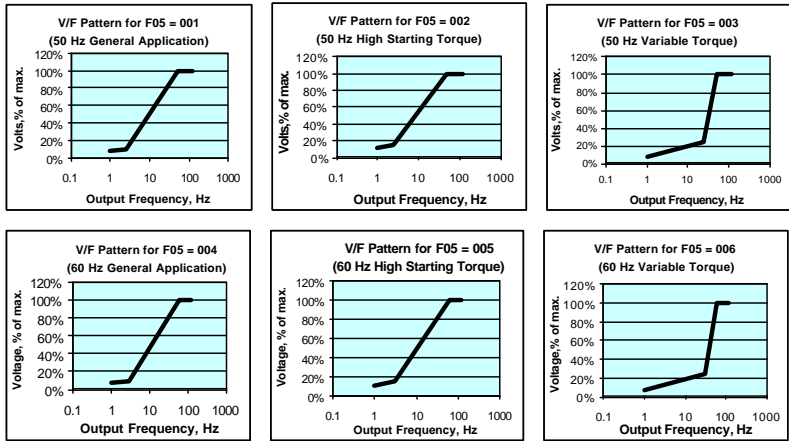 V/F Pattern for F05 = 001
(50 Hz General Application)
Volts,% of max.
120%
100%
80%
60%
40%
20%
0%
0.1 1 10 100 1000
Output Frequency, Hz
V/F Pattern for F05 = 002
(50 Hz High Starting Torque)
Volts,% of max.
120%
100%
80%
60%
40%
20%
0%
0.1 1 10 100 1000
Output Frequency, Hz
V/F Pattern for F05 = 003
(50 Hz Variable Torque)
Volts,% of max.
120%
100%
80%
60%
40%
20%
0%
0.1 1 10 100 1000
Output Frequency, Hz
V/F Pattern for F05 = 004
(60 Hz General Application)
Voltage, % of max.
120%
100%
80%
60%
40%
20%
0%
0.1 1 10 100 1000
Output Frequency, Hz
V/F Pattern for F05 = 005
(60 Hz High Starting Torque)
Voltage, % of max.
120%
100%
80%
60%
40%
20%
0%
0.1 1 10 100 1000
Output Frequency, Hz
V/F Pattern for F05 = 006
(60 Hz Variable Torque)
Voltage,% of max.
120%
100%
80%
60%
40%
20%
0%
0.1 1 10 100 1000
Output Frequency, Hz